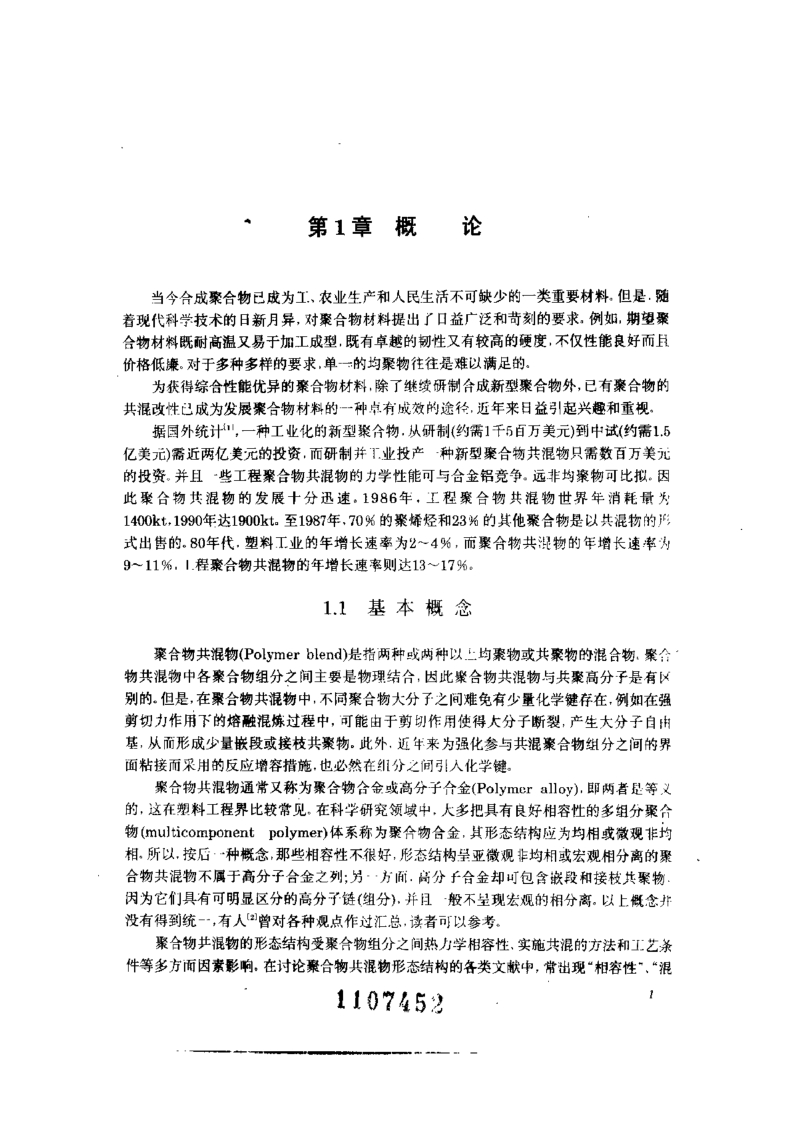 第1章 概 论
当今合成聚合物已成为工、农业生产和人民生活不可缺少的一类重要材料。但是,随
着现代科学技术的日新月异,对聚合物材料提出了日益广泛和苛刻的要求。例如,期望聚
合物材料既耐高温又易于加工成型,既有卓越的韧性又有较高的硬度,不仅性能良好而且
价格低廉。对于多种多样的要求,单一的均聚物往往是难以满足的。
为获得综合性能优异的聚合物材料,除了继续研制合成新型聚合物外,已有聚合物的
共混改性已成为发展聚合物材料的一种卓有成效的途径,近年来日益引起兴趣和重视。
据国外统计[1],一种工业化的新型聚合物,从研制(约需1千5百万美元)到中试(约需1.5
亿美元)需近两亿美元的投资,而研制并工业投产一种新型聚合物共混物只需数百万美元
的投资。并且一些工程聚合物共混物的力学性能可与合金铝竞争。远非均聚物可比拟。因
此聚合物共混物的发展十分迅速。1986年,工程聚合物共混物世界年消耗量为
1400kt,1990年达1900kt。至1987年,70%的聚烯烃和23%的其他聚合物是以共混物的形
式出售的。80年代,塑料工业的年增长速率为2~4%,而聚合物共混物的年增长速率为
9~11%,工程聚合物共混物的年增长速率则达13~17%。
1.1 基本概念
聚合物共混物(Polymer blend)是指两种或两种以上均聚物或共聚物的混合物。聚合
物共混物中各聚合物组分之间主要是物理结合,因此聚合物共混物与共聚高分子是有区
别的。但是,在聚合物共混物中,不同聚合物大分子之间难免有少量化学键存在,例如在强
剪切力作用下的熔融混炼过程中,可能由于剪切作用使得大分子断裂,产生大分子自由
基,从而形成少量嵌段或接枝共聚物。此外,近年来为强化参与共混聚合物组分之间的界
面粘接而采用的反应增容措施,也必然在组分之间引入化学键。
聚合物共混物通常又称为聚合物合金或高分子合金(Polymer alloy),即两者是等义
的,这在塑料工程界比较常见。在科学研究领域中,大多把具有良好相容性的多组分聚合
物(multicomponent polymer)体系称为聚合物合金,其形态结构应为均相或微观非均
相。所以,按后一种概念,那些相容性不很好,形态结构呈亚微观非均相或宏观相分离的聚
合物共混物不属于高分子合金之列;另一方面,高分子合金却可包含嵌段和接枝共聚物,
因为它们具有可明显区分的高分子链(组分),并且一般不呈现宏观的相分离。以上概念并
没有得到统一,有人[2]曾对各种观点作过汇总,读者可以参考。
聚合物共混物的形态结构受聚合物组分之间热力学相容性、实施共混的方法和工艺条
件等多方面因素影响。在讨论聚合物共混物形态结构的各类文献中,常出现“相容性”、“混
1107452
1